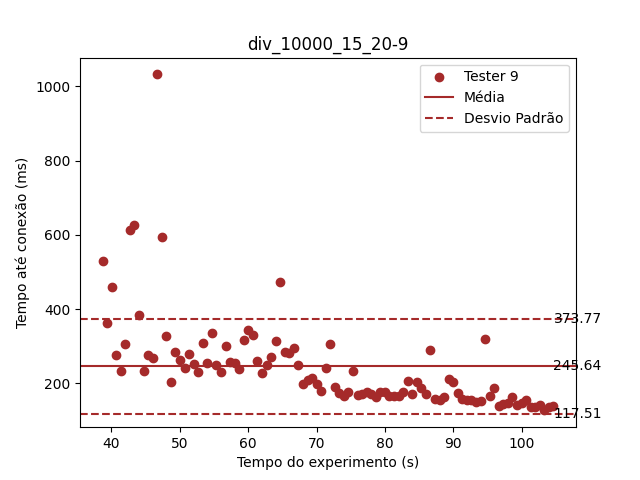 div_10000_15_20-9
Tester 9
Média
Desvio Padrão
1000
800
600
400
200
373.77
245.64
117.51
40 50 60 70 80 90 100
Tempo do experimento (s)
Tempo até conexão (ms)